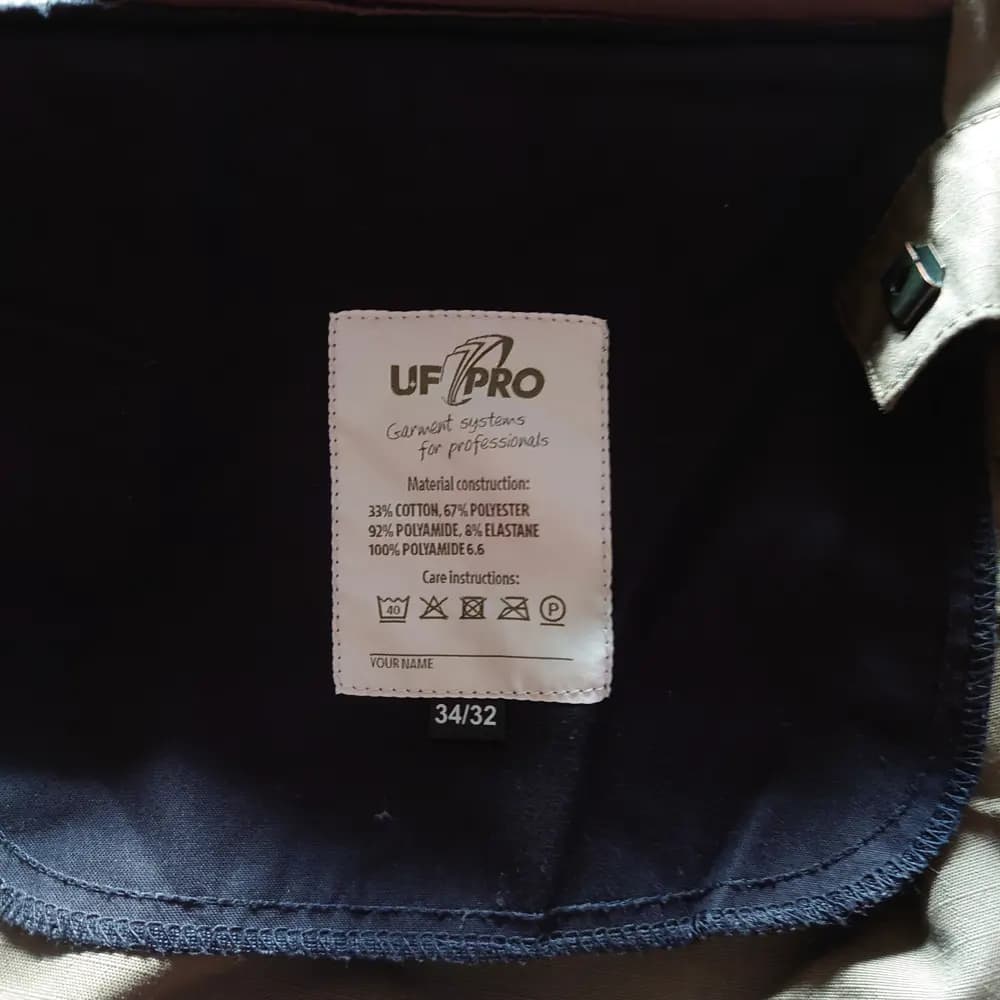 UF PRO
Garment systems
for professionals
Material construction:
33% COTTON, 67% POLYESTER
92% POLYAMIDE, 8% ELASTANE
100% POLYAMIDE 6.6
Care instructions:
40 P
YOUR NAME
34/32